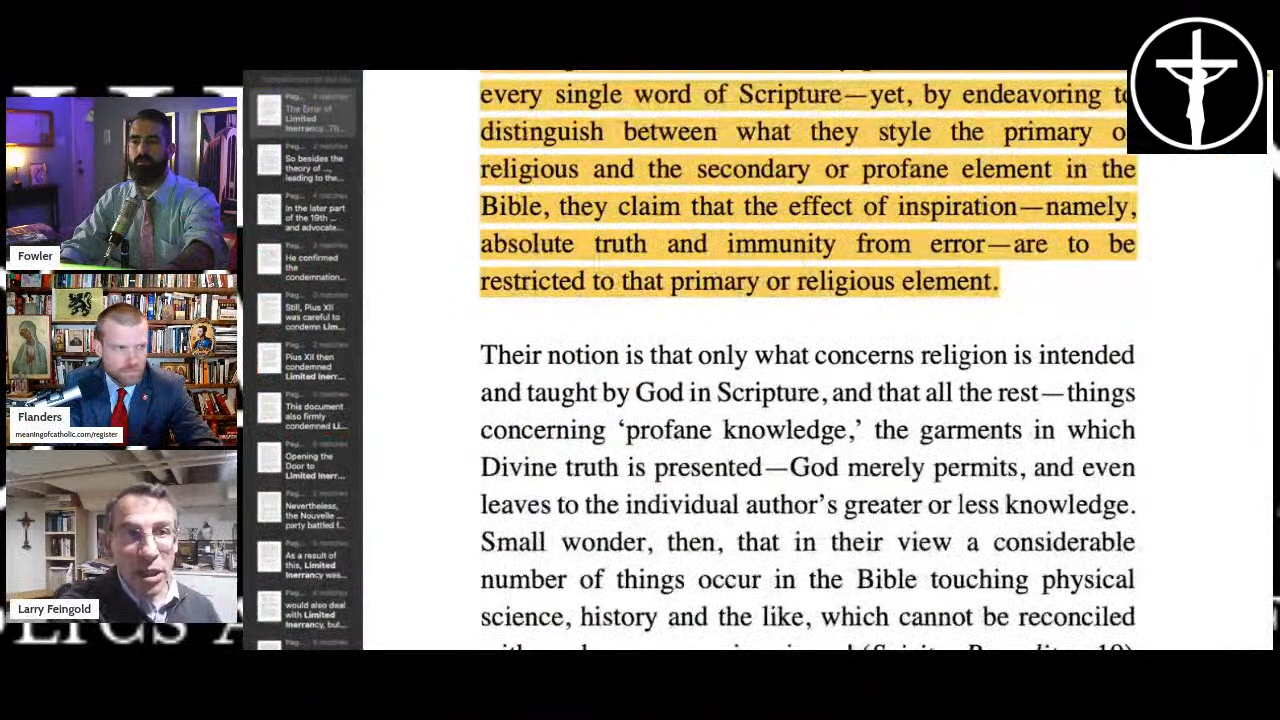 Fowler
Flanders
meaningofcatholic.com/register
Larry Feingold
The Error of
Limited
Inerrancy...Th...
So besides the
theory of ...,
leading to the...
In the later part
of the 19th ...
and advocate...
He confirmed
the
condemnation...
Still, Pius XII
was careful to
condemn Lim...
Pius XII then
condemned
Limited Inerr...
This document
also firmly
condemned Li...
Opening the
Door to
Limited Inerr...
Nevertheless,
the Nouvelle ...
party battled f...
As a result of
this, Limited
Inerrancy was...
would also deal
with Limited
Inerrancy, but...
every single word of Scripture—yet, by endeavoring to
distinguish between what they style the primary o
religious and the secondary or profane element in the
Bible, they claim that the effect of inspiration—namely,
absolute truth and immunity from error—are to be
restricted to that primary or religious element.
Their notion is that only what concerns religion is intended
and taught by God in Scripture, and that all the rest—things
concerning ‘profane knowledge,’ the garments in which
Divine truth is presented—God merely permits, and even
leaves to the individual author’s greater or less knowledge.
Small wonder, then, that in their view a considerable
number of things occur in the Bible touching physical
science, history and the like, which cannot be reconciled